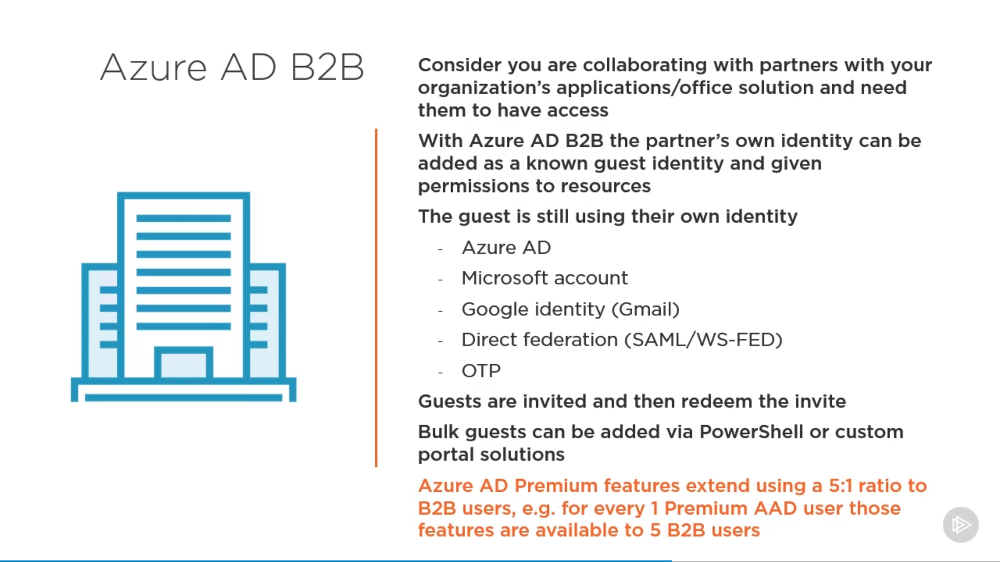 Azure AD B2B
Consider you are collaborating with partners with your
organization's applications/office solution and need
them to have access
With Azure AD B2B the partner's own identity can be
added as a known guest identity and given
permissions to resources
The guest is still using their own identity
- Azure AD
- Microsoft account
- Google identity (Gmail)
- Direct federation (SAML/WS-FED)
- OTP
Guests are invited and then redeem the invite
Bulk guests can be added via PowerShell or custom
portal solutions
Azure AD Premium features extend using a 5:1 ratio to
B2B users, e.g. for every 1 Premium AAD user those
features are available to 5 B2B users